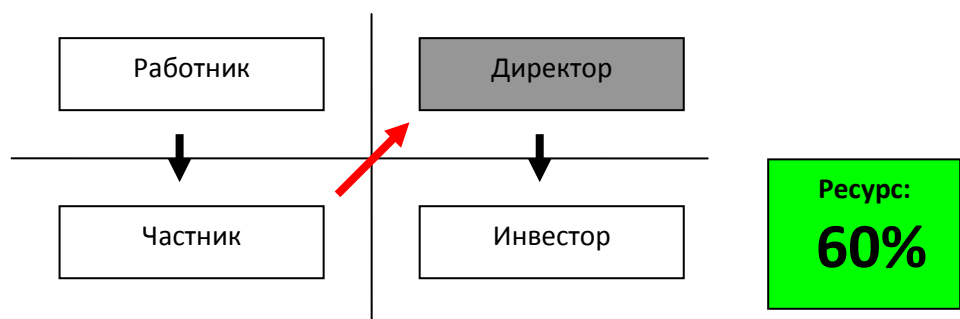 Работник
Директор
Частник
Инвестор
Ресурс:
60%